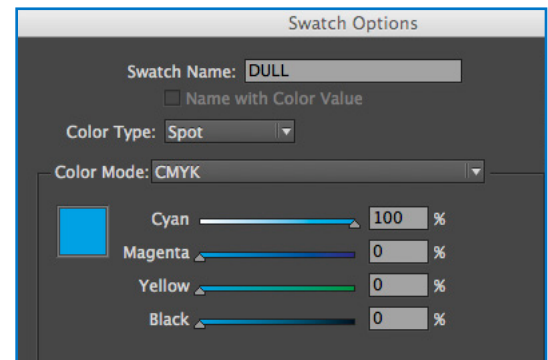 Swatch Options
Swatch Name: DULL
Name with Color Value
Color Type: Spot
Color Mode: CMYK
Cyan 100 %
Magenta 0 %
Yellow 0 %
Black 0 %